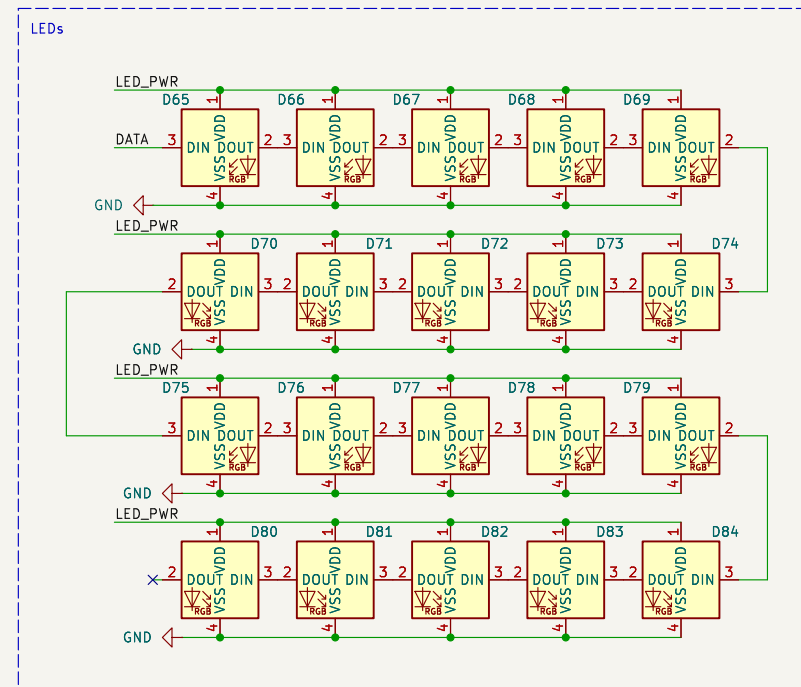 LEDs
LED_PWR
D65 D66 D67 D68 D69
1 1 1 1 1
VDD VDD VDD VDD VDD
DATA 3 DIN DOUT 2 3 DIN DOUT 2 3 DIN DOUT 2 3 DIN DOUT 2 3 DIN DOUT 2
VSS VSS VSS VSS VSS
RGB RGB RGB RGB RGB
4 4 4 4 4
GND
LED_PWR
D70 D71 D72 D73 D74
1 1 1 1 1
VDD VDD VDD VDD VDD
2 DOUT DIN 3 2 DOUT DIN 3 2 DOUT DIN 3 2 DOUT DIN 3 2 DOUT DIN 3
VSS VSS VSS VSS VSS
RGB RGB RGB RGB RGB
4 4 4 4 4
GND
LED_PWR
D75 D76 D77 D78 D79
1 1 1 1 1
VDD VDD VDD VDD VDD
3 DIN DOUT 2 3 DIN DOUT 2 3 DIN DOUT 2 3 DIN DOUT 2 3 DIN DOUT 2
VSS VSS VSS VSS VSS
RGB RGB RGB RGB RGB
4 4 4 4 4
GND
LED_PWR
D80 D81 D82 D83 D84
1 1 1 1 1
VDD VDD VDD VDD VDD
2 DOUT DIN 3 2 DOUT DIN 3 2 DOUT DIN 3 2 DOUT DIN 3 2 DOUT DIN 3
VSS VSS VSS VSS VSS
RGB RGB RGB RGB RGB
4 4 4 4 4
GND